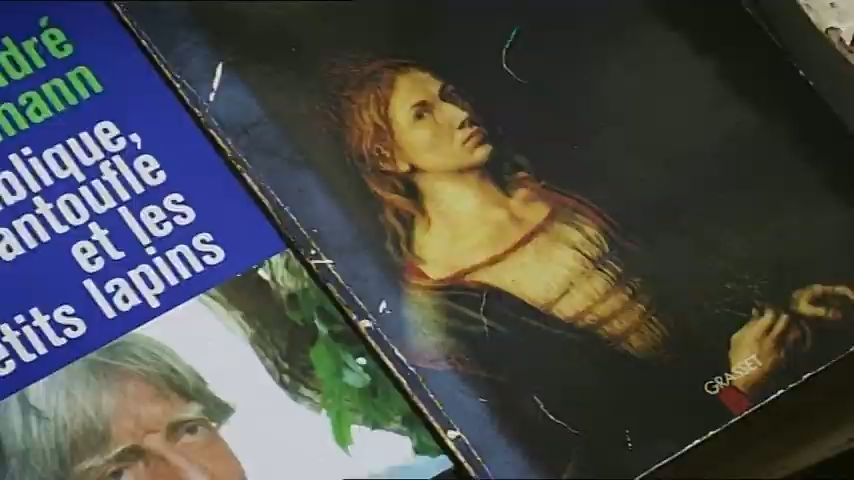 dré
mann
blique,
antoufle
et les
etits lapins
GRASSET